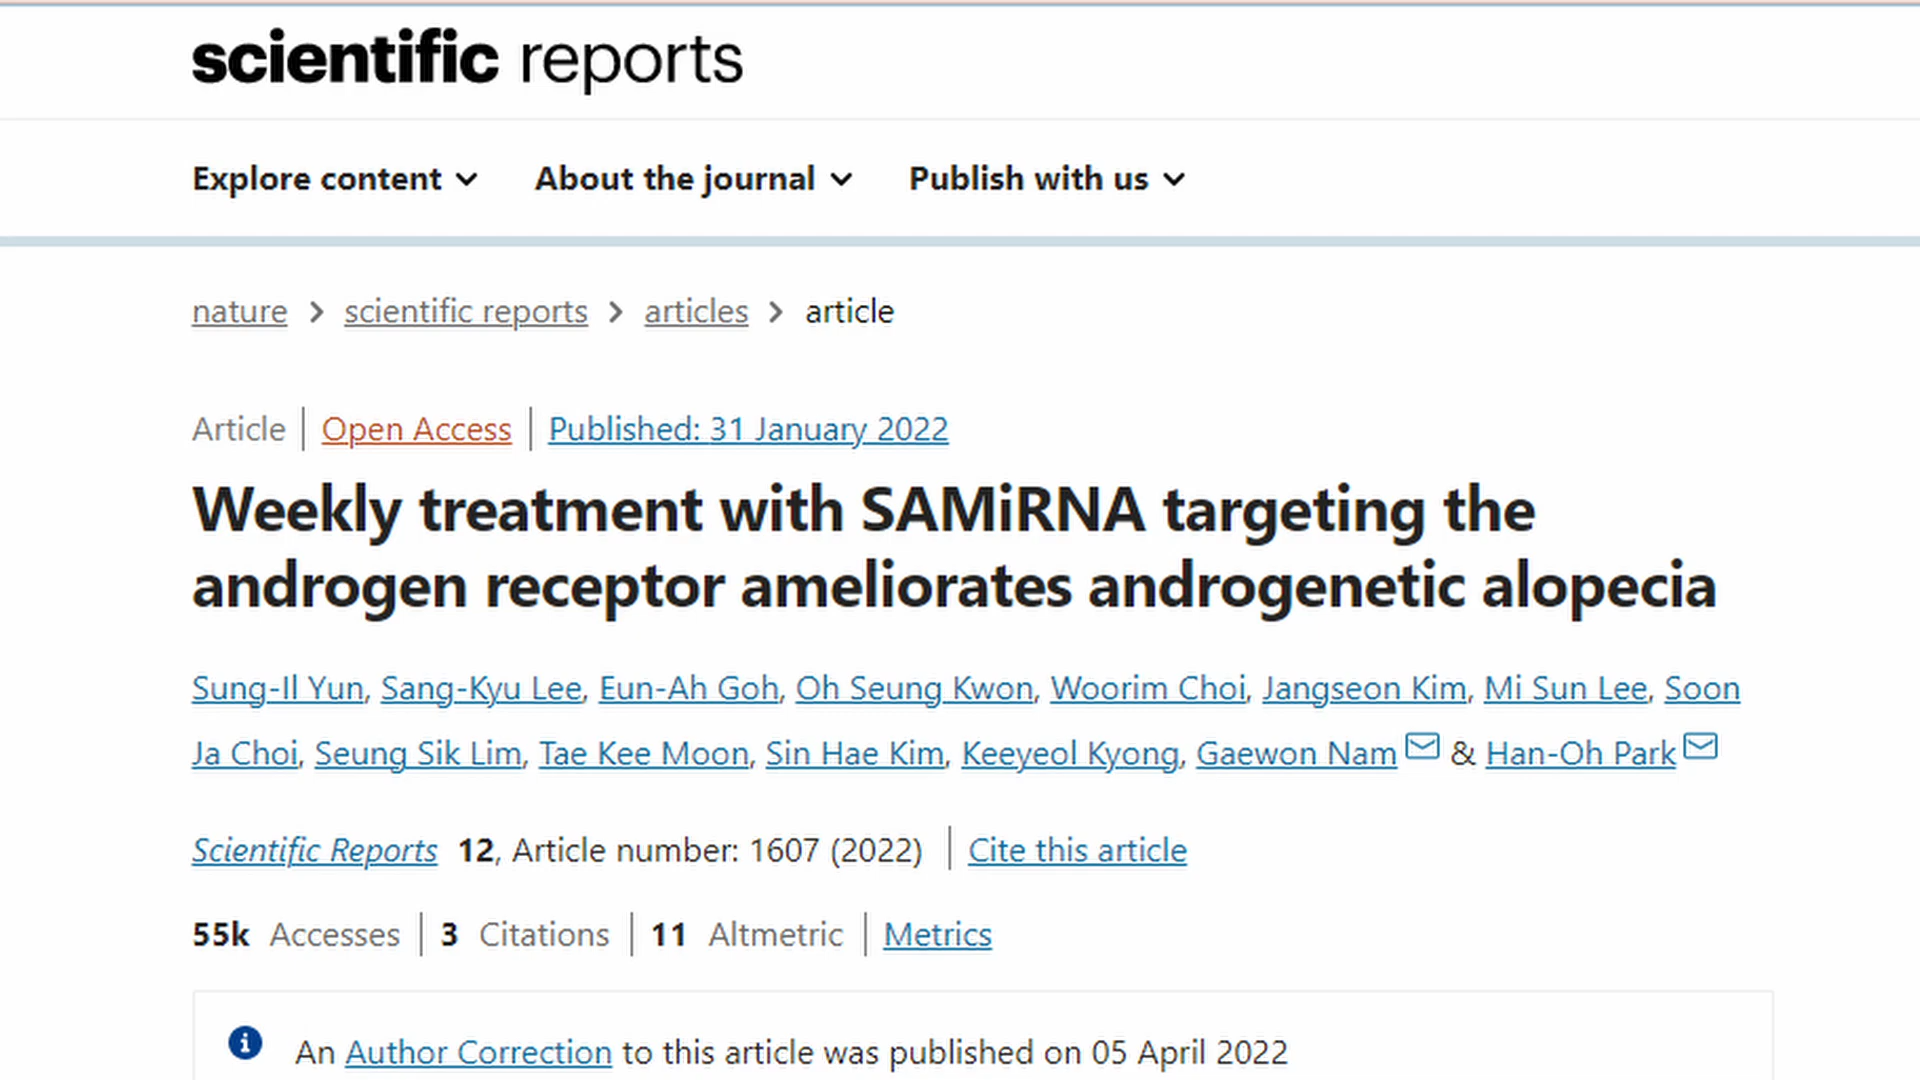 scientific reports
Explore content About the journal Publish with us
nature scientific reports articles article
Article Open Access Published: 31 January 2022
Weekly treatment with SAMiRNA targeting the
androgen receptor ameliorates androgenetic alopecia
Sung-Il Yun, Sang-Kyu Lee, Eun-Ah Goh, Oh Seung Kwon, Woorim Choi, Jangseon Kim, Mi Sun Lee, Soon
Ja Choi, Seung Sik Lim, Tae Kee Moon, Sin Hae Kim, Keeyeol Kyong, Gaewon Nam & Han-Oh Park
Scientific Reports 12, Article number: 1607 (2022) Cite this article
55k Accesses 3 Citations 11 Altmetric Metrics
An Author Correction to this article was published on 05 April 2022